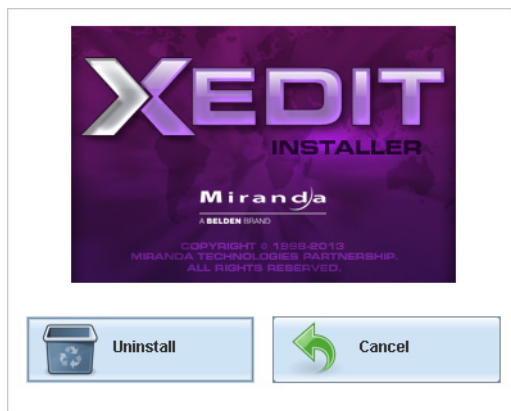 XEDIT
INSTALLER
Miranda
A BELDEN BRAND
COPYRIGHT © 1998-2013
MIRANDA TECHNOLOGIES PARTNERSHIP.
ALL RIGHTS RESERVED.
Uninstall
Cancel